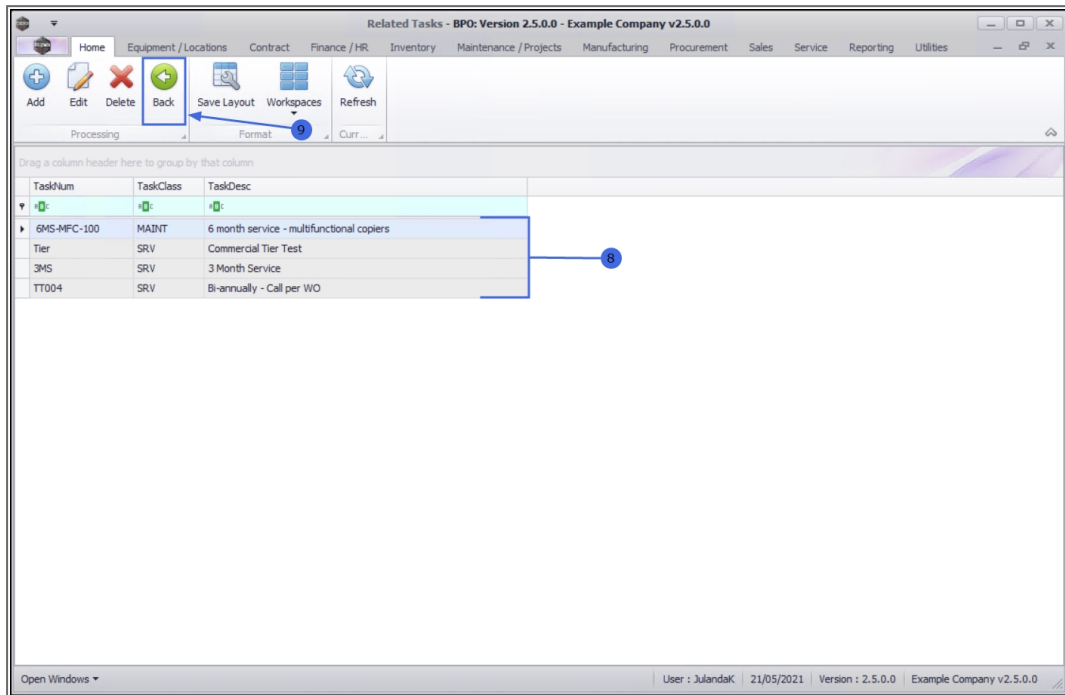 Related Tasks - BPO: Version 2.5.0.0 - Example Company v2.5.0.0
Home Equipment / Locations Contract Finance / HR Inventory Maintenance / Projects Manufacturing Procurement Sales Service Reporting Utilities
Add Edit Delete Back Save Layout Workspaces Refresh
Processing Format Curr...
9
Drag a column header here to group by that column
TaskNum TaskClass TaskDesc
6MS-MFC-100 MAINT 6 month service - multifunctional copiers
Tier SRV Commercial Tier Test
8
3MS SRV 3 Month Service
TT004 SRV Bi-annually - Call per WO
Open Windows User : JulandaK 21/05/2021 Version : 2.5.0.0 Example Company v2.5.0.0